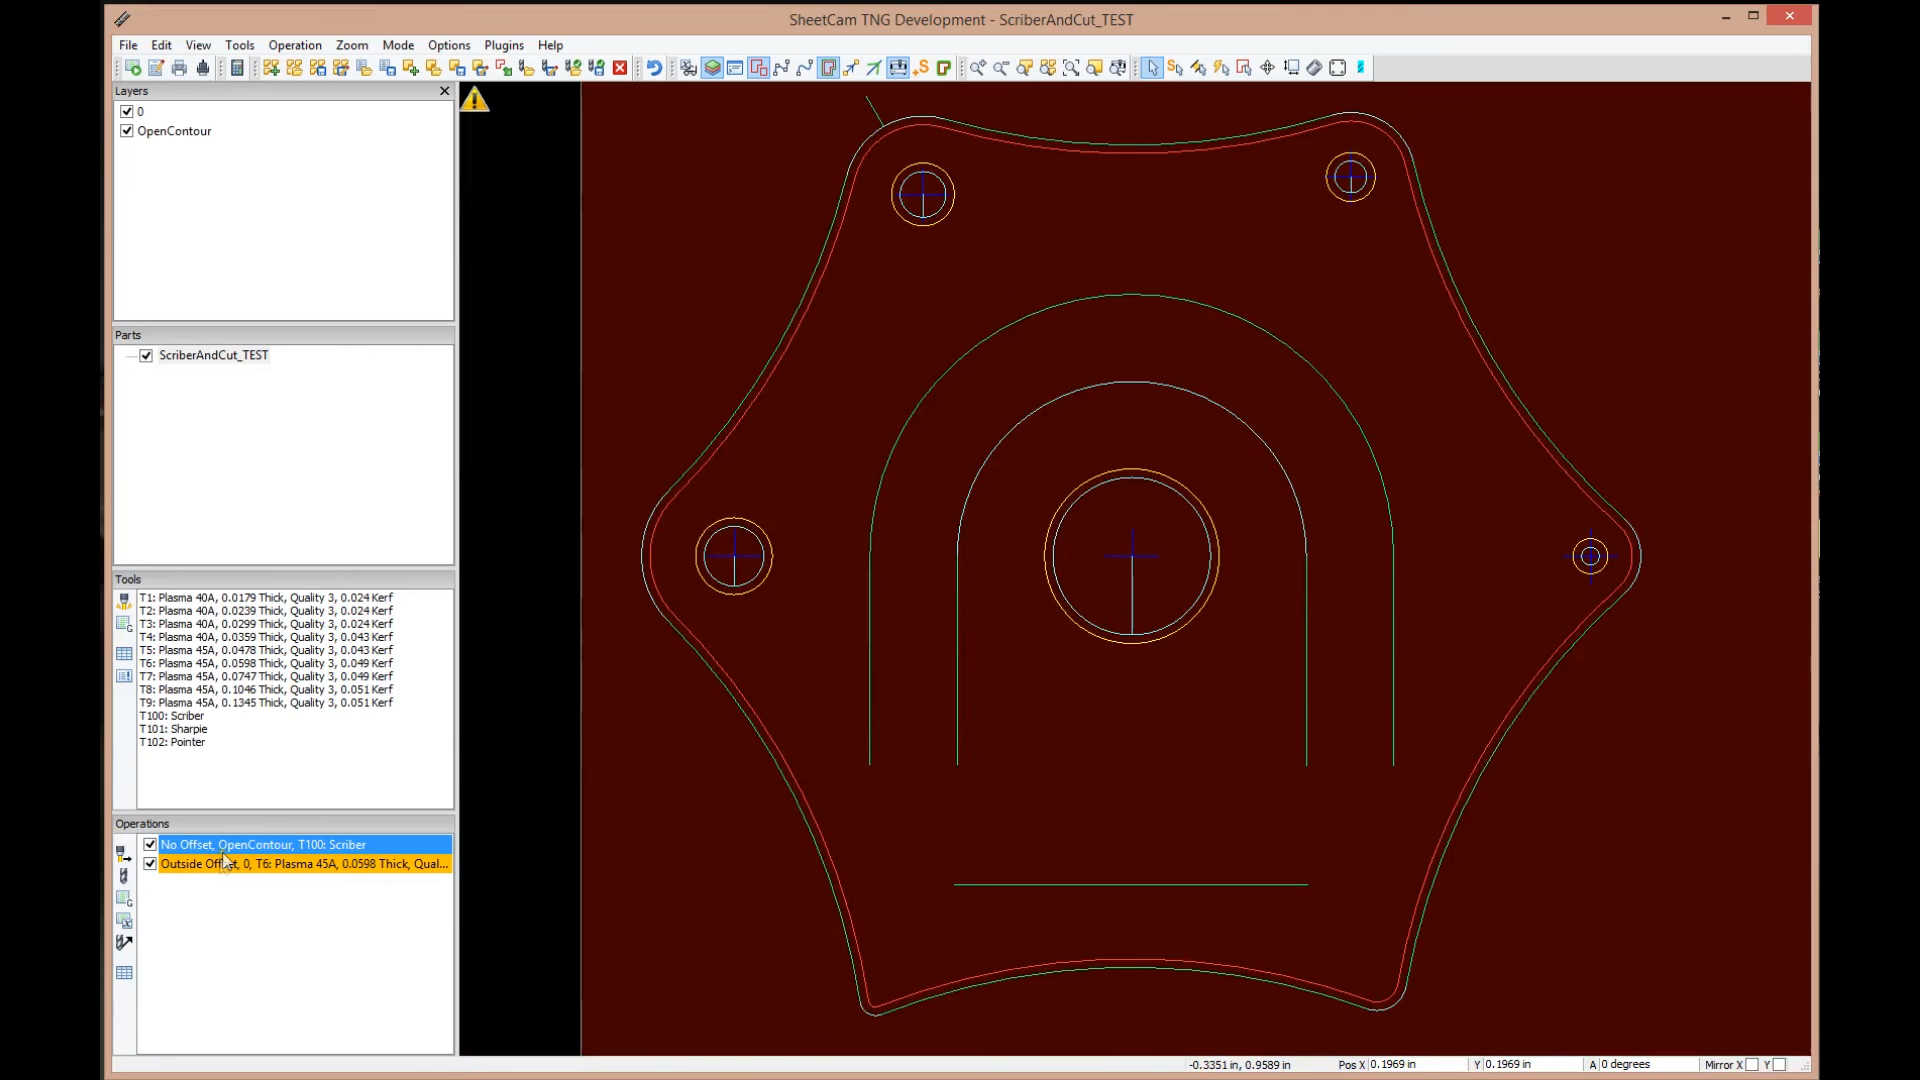 SheetCam TNG Development - ScriberAndCut_TEST
File Edit View Tools Options Operation Zoom Mode Options Plugins Help
Layers
0
OpenContour
Parts
ScriberAndCut_TEST
Tools
T1: Plasma 40A, 0.0179 Thick, Quality 3, 0.024 Kerf
T2: Plasma 40A, 0.0239 Thick, Quality 3, 0.024 Kerf
T3: Plasma 40A, 0.0299 Thick, Quality 3, 0.024 Kerf
T4: Plasma 40A, 0.0359 Thick, Quality 3, 0.043 Kerf
T5: Plasma 45A, 0.0478 Thick, Quality 3, 0.043 Kerf
T6: Plasma 45A, 0.0598 Thick, Quality 3, 0.049 Kerf
T7: Plasma 45A, 0.0747 Thick, Quality 3, 0.049 Kerf
T8: Plasma 45A, 0.1046 Thick, Quality 3, 0.051 Kerf
T9: Plasma 45A, 0.1345 Thick, Quality 3, 0.051 Kerf
T100: Scriber
T101: Sharpie
T102: Pointer
Operations
No Offset, OpenContour, T100: Scriber
Outside Offset, 0, T6: Plasma 45A, 0.0598 Thick, Qual...
-0.3351 in, 0.9589 in Pos X 0.1969 in Y 0.1969 in A 0 degrees Mirror X Y